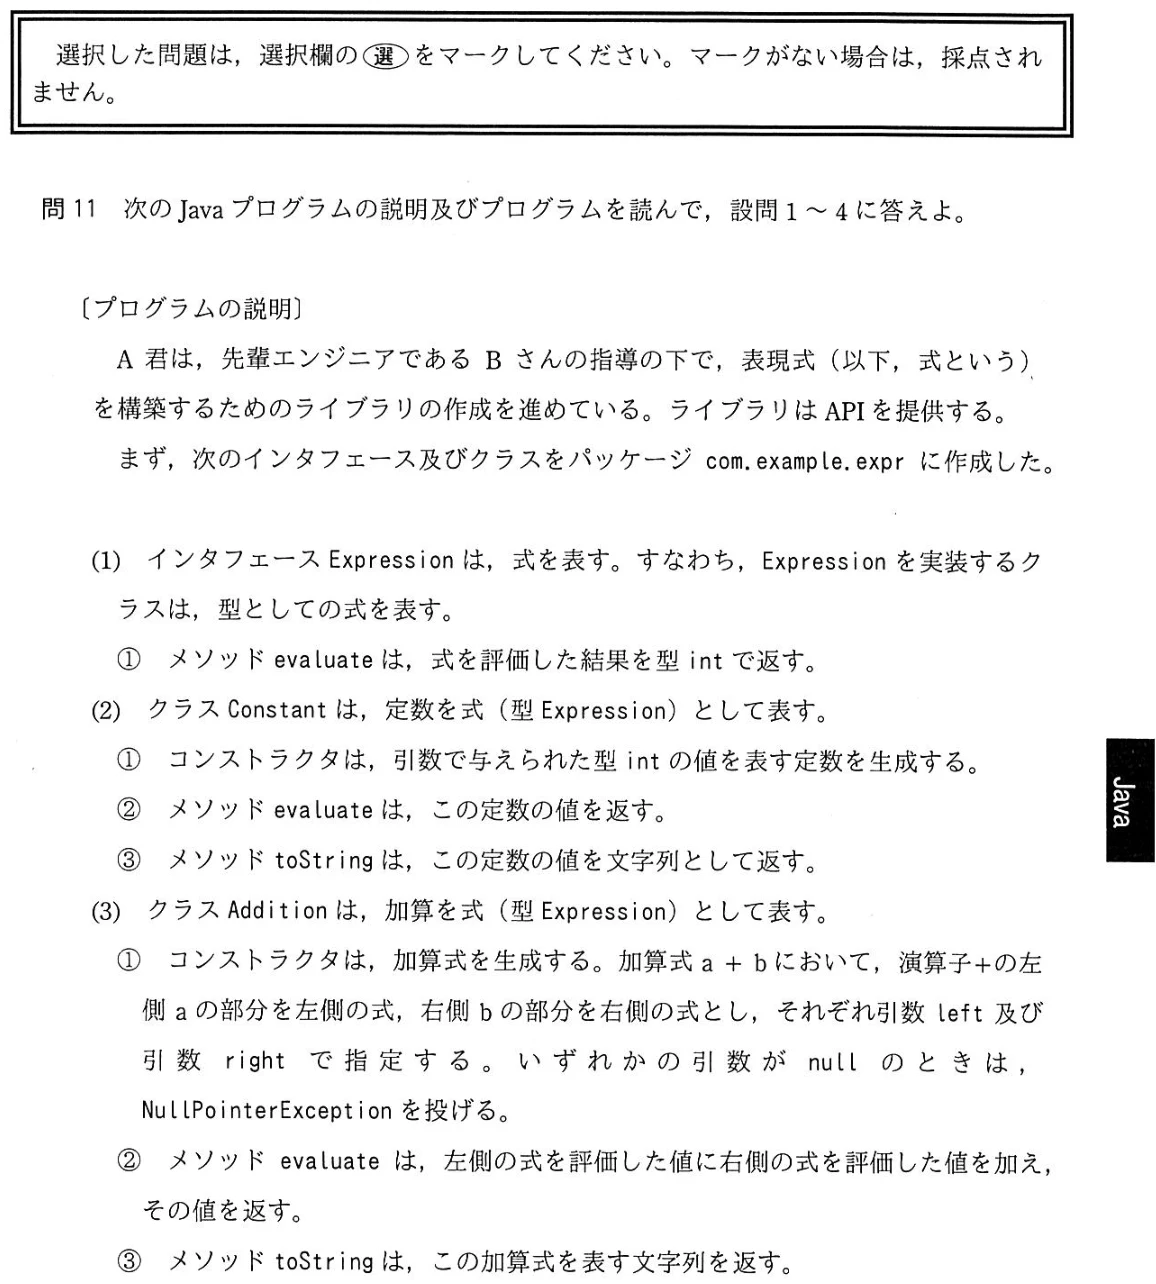 選択した問題は，選択欄の㊟をマークしてください。マークがない場合は，採点され
ません。
問 11 次の Java プログラムの説明及びプログラムを読んで，設問 1 ～ 4 に答えよ。
〔プログラムの説明〕
A 君は，先輩エンジニアである B さんの指導の下で，表現式（以下，式という）
を構築するためのライブラリの作成を進めている。ライブラリは API を提供する。
まず，次のインタフェース及びクラスをパッケージ com.example.expr に作成した。
(1) インタフェース Expression は，式を表す。すなわち，Expression を実装するク
ラスは，型としての式を表す。
① メソッド evaluate は，式を評価した結果を型 int で返す。
(2) クラス Constant は，定数を式（型 Expression）として表す。
① コンストラクタは，引数で与えられた型 int の値を表す定数を生成する。
② メソッド evaluate は，この定数の値を返す。
③ メソッド toString は，この定数の値を文字列として返す。
Java
(3) クラス Addition は，加算を式（型 Expression）として表す。
① コンストラクタは，加算式を生成する。加算式 a + b において，演算子+の左
側 a の部分を左側の式，右側 b の部分を右側の式とし，それぞれ引数 left 及び
引数 right で指定する。いずれかの引数が null のときは，
NullPointerException を投げる。
② メソッド evaluate は，左側の式を評価した値に右側の式を評価した値を加え，
その値を返す。
③ メソッド toString は，この加算式を表す文字列を返す。